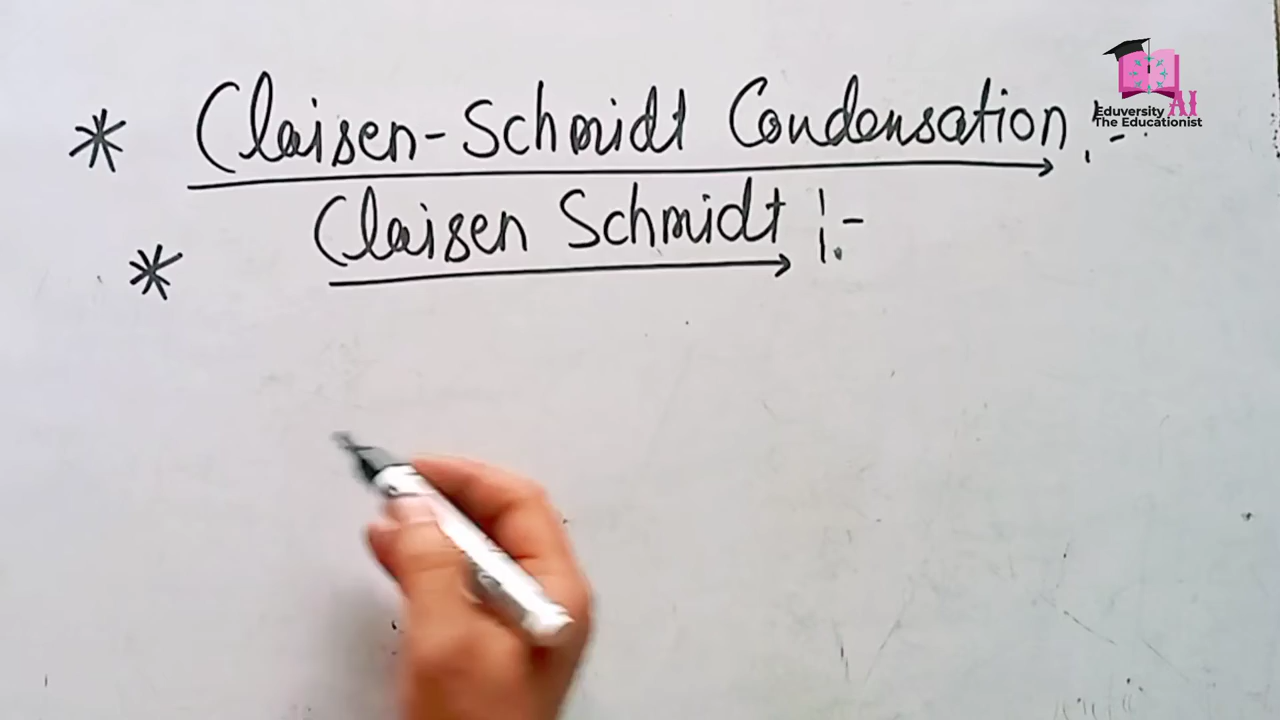 * Claisen-Schmidt Condensation :-
* Claisen Schmidt :-
Eduversity AI
The Educationist